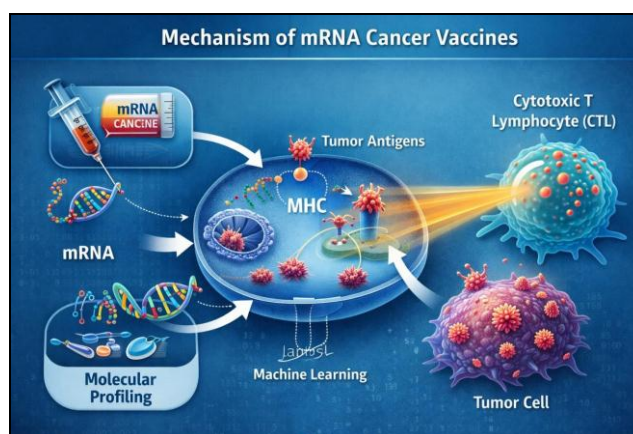 Mechanism of mRNA Cancer Vaccines
mRNA
CANCINE
Tumor Antigens
Cytotoxic T
Lymphocyte (CTL)
MHC
mRNA
Machine Learning
Molecular
Profiling
Tumor Cell